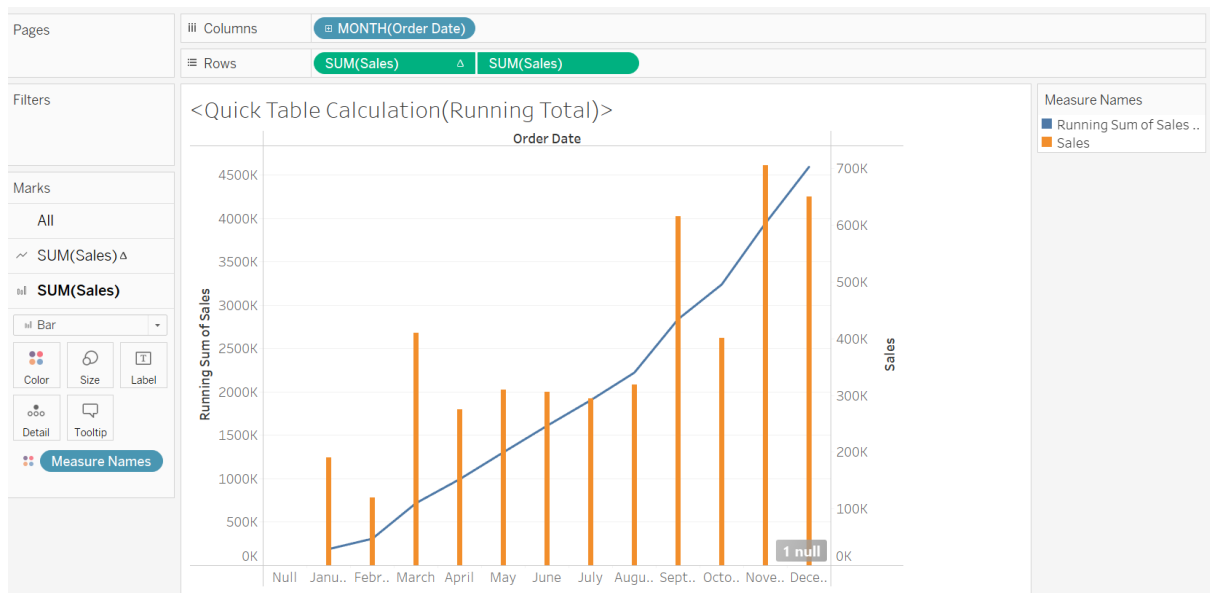 Pages
Columns
MONTH(Order Date)
Rows
SUM(Sales) Δ SUM(Sales)
Filters
Marks
All
SUM(Sales) Δ
SUM(Sales)
Bar
Color Size Label
Detail Tooltip
Measure Names
<Quick Table Calculation(Running Total)>
Order Date
Running Sum of Sales
4500K
4000K
3500K
3000K
2500K
2000K
1500K
1000K
500K
0K
700K
600K
500K
400K
300K
200K
100K
0K
Sales
1 null
Null Janu.. Febr.. March April May June July Augu.. Sept.. Octo.. Nove.. Dece..
Measure Names
Running Sum of Sales ..
Sales